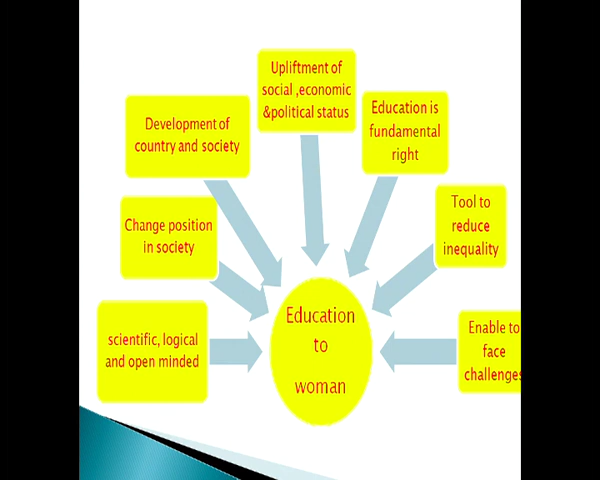 Upliftment of
social ,economic
&political status
Development of
country and society
Education is
fundamental
right
Change position
in society
Tool to
reduce
inequality
scientific, logical
and open minded
Education
to
woman
Enable to
face
challenges